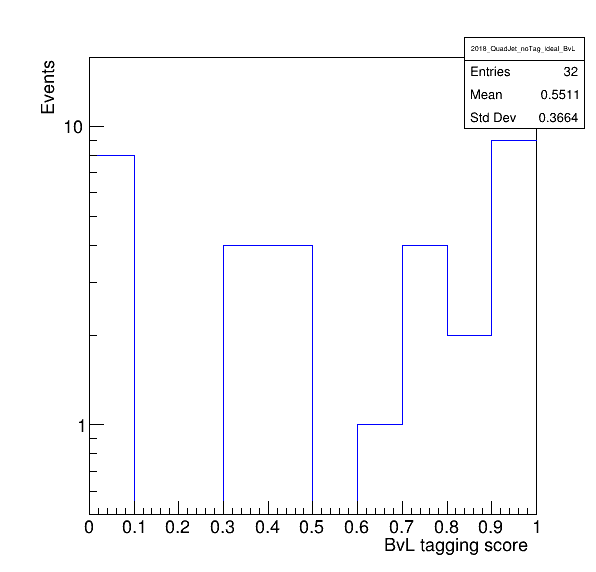 2018_QuadJet_noTag_ideal_BvL
Entries 32
Mean 0.5511
Std Dev 0.3664
Events
10
1
0 0.1 0.2 0.3 0.4 0.5 0.6 0.7 0.8 0.9 1
BvL tagging score